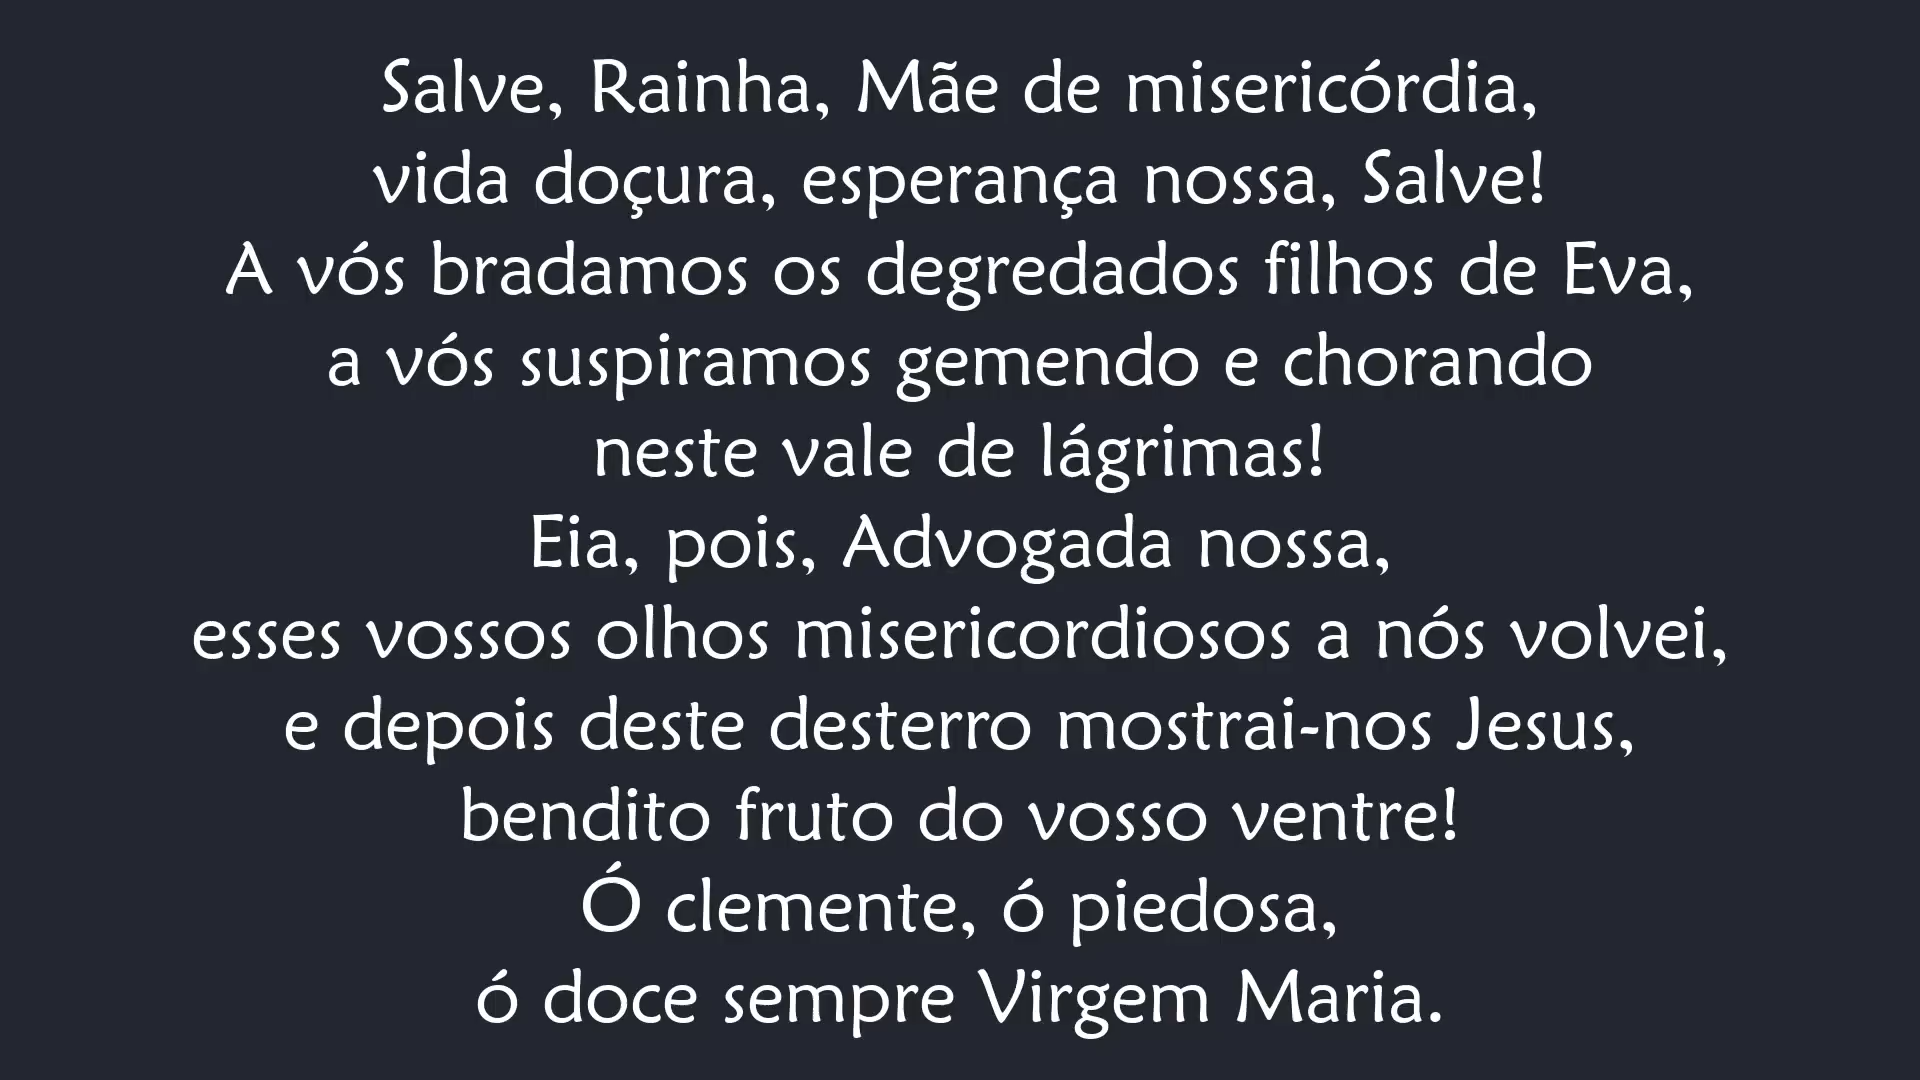 Salve, Rainha, Mãe de misericórdia,
vida doçura, esperança nossa, Salve!
A vós bradamos os degredados filhos de Eva,
a vós suspiramos gemendo e chorando
neste vale de lágrimas!
Eia, pois, Advogada nossa,
esses vossos olhos misericordiosos a nós volvei,
e depois deste desterro mostrai-nos Jesus,
bendito fruto do vosso ventre!
Ó clemente, ó piedosa,
ó doce sempre Virgem Maria.